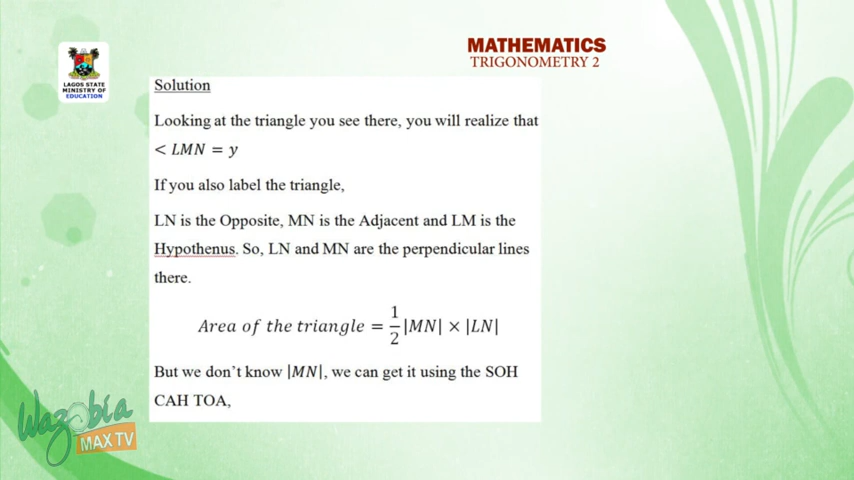 MATHEMATICS
TRIGONOMETRY 2
LAGOS STATE
MINISTRY OF
EDUCATION
Solution
Looking at the triangle you see there, you will realize that
< LMN = y
If you also label the triangle,
LN is the Opposite, MN is the Adjacent and LM is the
Hypothenus. So, LN and MN are the perpendicular lines
there.
Area of the triangle = 1/2 |MN| × |LN|
But we don't know |MN|, we can get it using the SOH
CAH TOA,
Wazobia
MAX TV